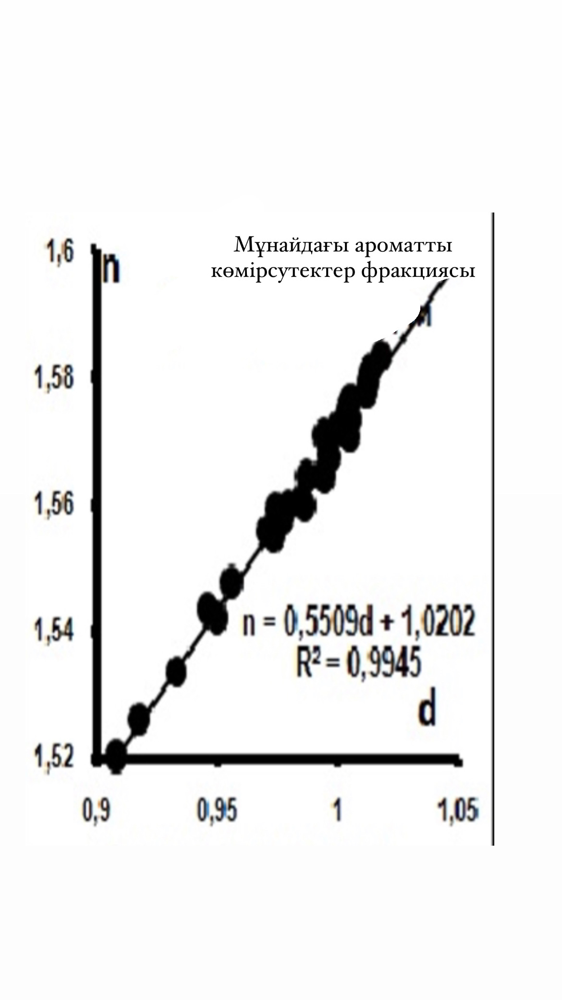 Мұнайдағы ароматты
көмірсутектер фракциясы
1,6
n
1,58
1,56
1,54
1,52
n = 0,5509d + 1,0202
R² = 0,9945
d
0,9 0,95 1 1,05